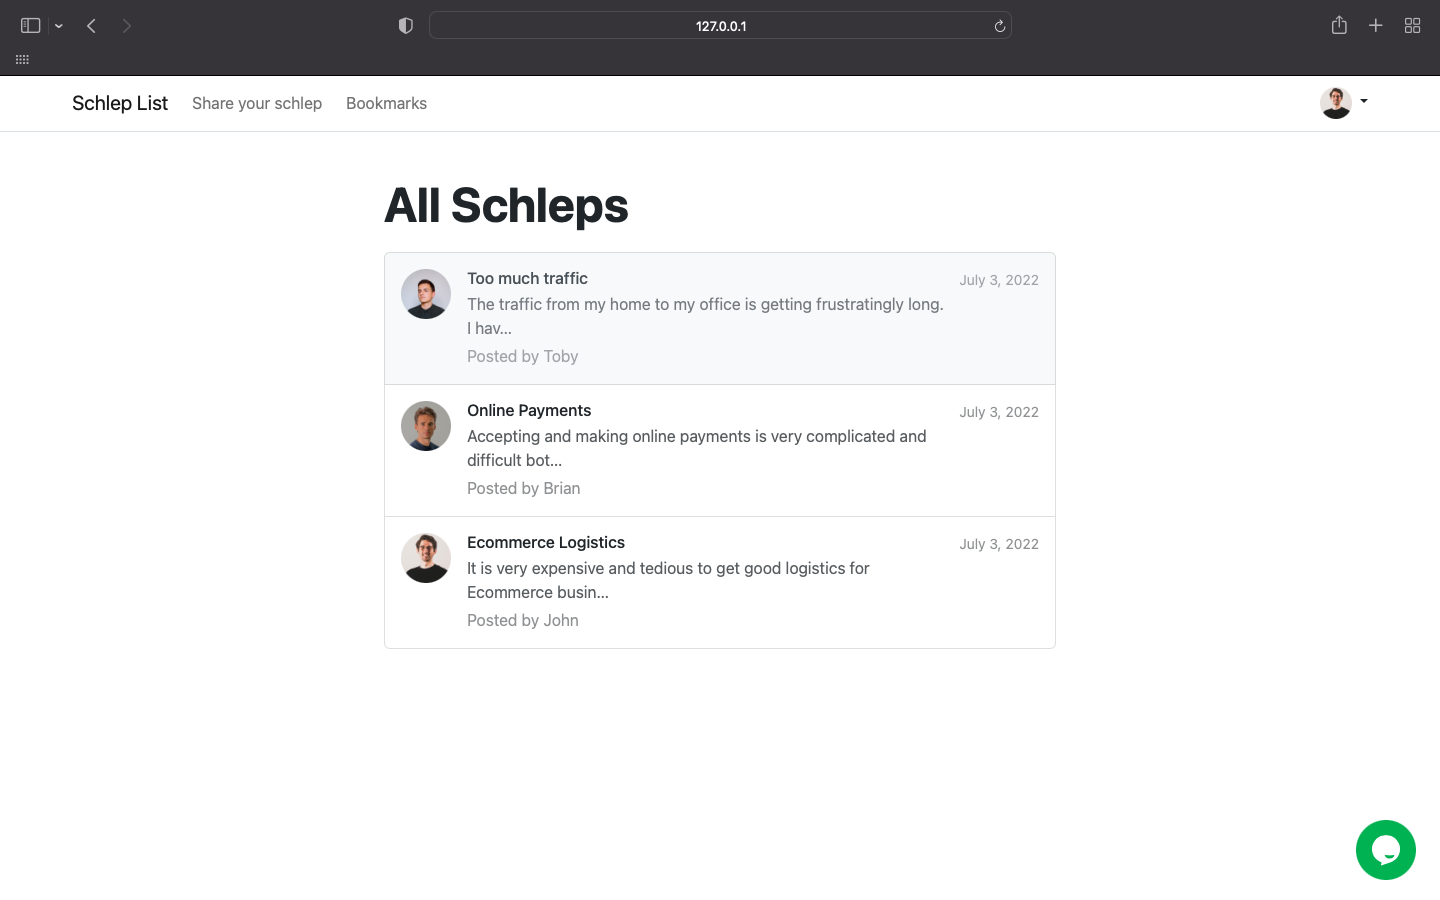 127.0.0.1
Schlep List Share your schlep Bookmarks
All Schleps
Too much traffic July 3, 2022
The traffic from my home to my office is getting frustratingly long.
I hav...
Posted by Toby
Online Payments July 3, 2022
Accepting and making online payments is very complicated and
difficult bot...
Posted by Brian
Ecommerce Logistics July 3, 2022
It is very expensive and tedious to get good logistics for
Ecommerce busin...
Posted by John